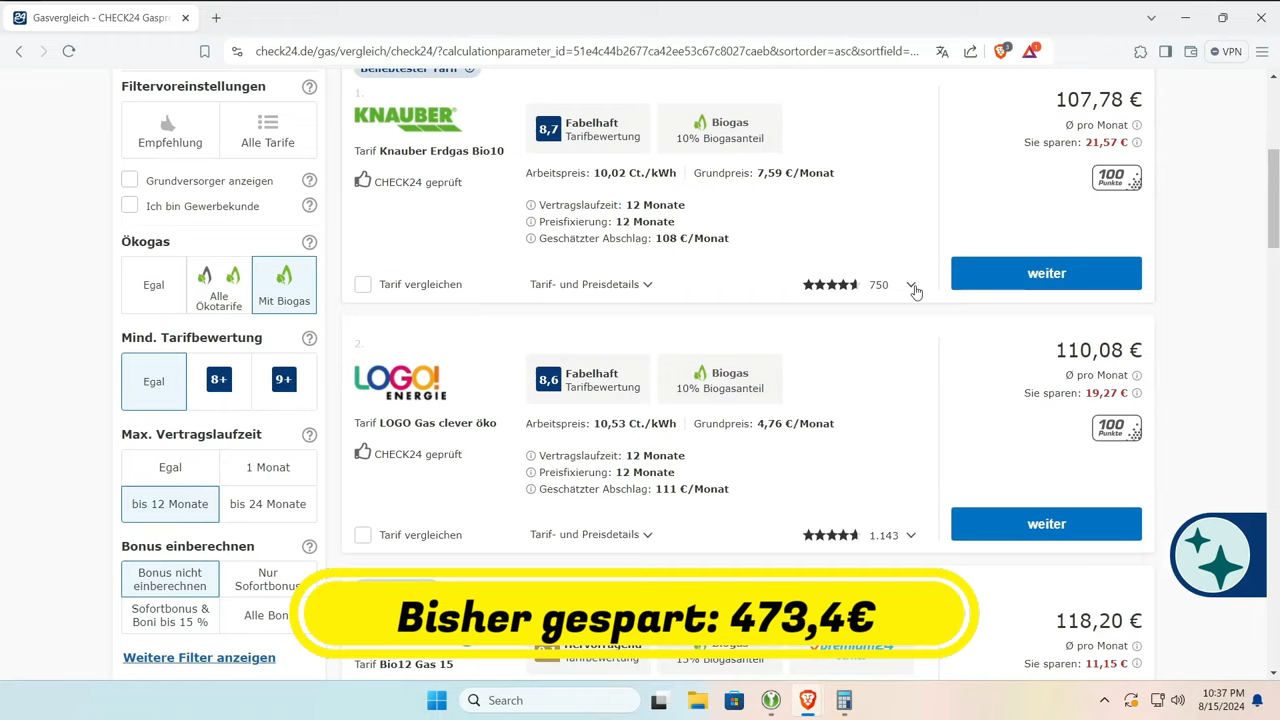 Gasvergleich - CHECK24 Gaspre
check24.de/gas/vergleich/check24/?calculationparameter_id=51e4c44b2677ca42ee53c67c8027caeb&sortorder=asc&sortfield=...
3
1
VPN
Filtervoreinstellungen
Empfehlung
Alle Tarife
Grundversorger anzeigen
Ich bin Gewerbekunde
Ökogas
Egal
Alle
Ökotarife
Mit Biogas
Mind. Tarifbewertung
Egal
8+
9+
Max. Vertragslaufzeit
Egal
1 Monat
bis 12 Monate
bis 24 Monate
Bonus einberechnen
Bonus nicht
einberechnen
Nur
Sofortbonus
Sofortbonus &
Boni bis 15 %
Alle Boni
Weitere Filter anzeigen
Beliebtester Tarif
1.
KNAUBER
Tarif Knauber Erdgas Bio10
CHECK24 geprüft
8,7
Fabelhaft
Tarifbewertung
Biogas
10% Biogasanteil
Arbeitspreis: 10,02 Ct./kWh
Grundpreis: 7,59 €/Monat
Vertragslaufzeit: 12 Monate
Preisfixierung: 12 Monate
Geschätzter Abschlag: 108 €/Monat
Tarif vergleichen
Tarif- und Preisdetails
750
107,78 €
Ø pro Monat
Sie sparen: 21,57 €
100
Punkte
weiter
2.
LOGO!
ENERGIE
Tarif LOGO Gas clever öko
CHECK24 geprüft
8,6
Fabelhaft
Tarifbewertung
Biogas
10% Biogasanteil
Arbeitspreis: 10,53 Ct./kWh
Grundpreis: 4,76 €/Monat
Vertragslaufzeit: 12 Monate
Preisfixierung: 12 Monate
Geschätzter Abschlag: 111 €/Monat
Tarif vergleichen
Tarif- und Preisdetails
1.143
110,08 €
Ø pro Monat
Sie sparen: 19,27 €
100
Punkte
weiter
Bisher gespart: 473,4€
Bio12 Gas 15
118,20 €
Ø pro Monat
Sie sparen: 11,15 €
Search
10:37 PM
8/15/2024